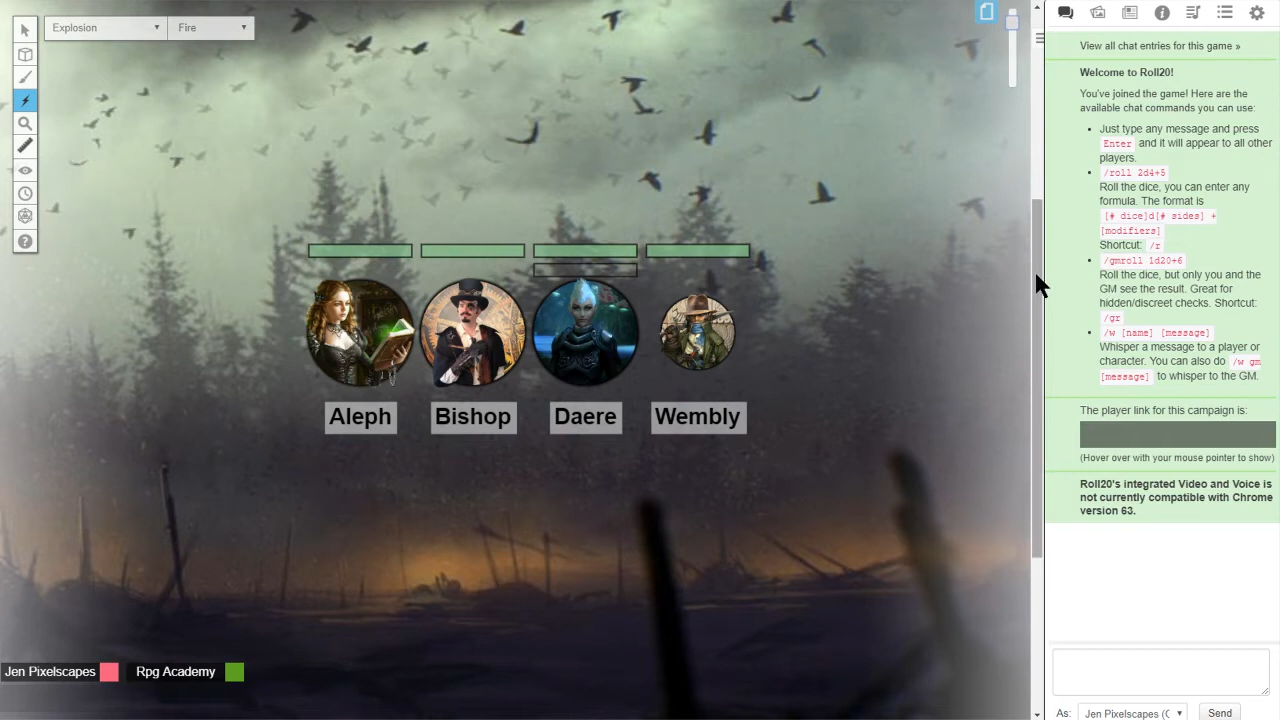 Explosion
Fire
Aleph
Bishop
Daere
Wembly
Jen Pixelscapes
Rpg Academy
View all chat entries for this game »
Welcome to Roll20!
You've joined the game! Here are the
available chat commands you can use:
Just type any message and press
Enter and it will appear to all other
players.
/roll 2d4+5
Roll the dice, you can enter any
formula. The format is
[# dice]d[# sides] +
[modifiers]
Shortcut: /r
/gmroll 1d20+6
Roll the dice, but only you and the
GM see the result. Great for
hidden/discreet checks. Shortcut:
/gr
/w [name] [message]
Whisper a message to a player or
character. You can also do /w gm
[message] to whisper to the GM.
The player link for this campaign is:
(Hover over with your mouse pointer to show)
Roll20's integrated Video and Voice is
not currently compatible with Chrome
version 63.
As: Jen Pixelscapes (
Send